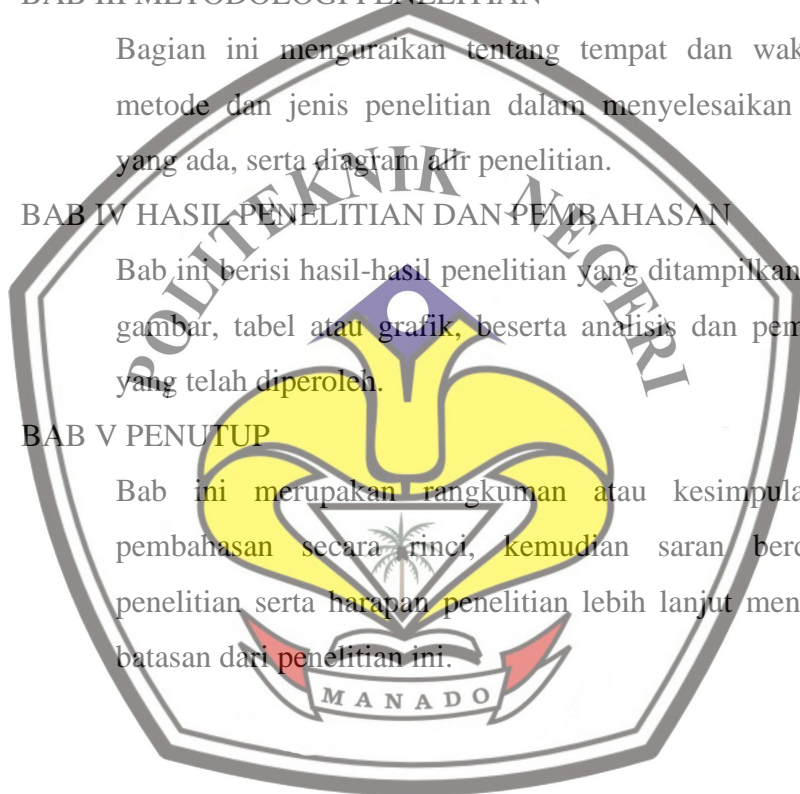 BAB III METODOLOGI PENELITIAN
Bagian ini menguraikan tentang tempat dan wak
metode dan jenis penelitian dalam menyelesaikan
yang ada, serta diagram alir penelitian.
BAB IV HASIL PENELITIAN DAN PEMBAHASAN
Bab ini berisi hasil-hasil penelitian yang ditampilkan
gambar, tabel atau grafik, beserta analisis dan pem
yang telah diperoleh.
BAB V PENUTUP
Bab ini merupakan rangkuman atau kesimpula
pembahasan secara rinci, kemudian saran berd
penelitian serta harapan penelitian lebih lanjut men
batasan dari penelitian ini.
POLITEKNIK NEGERI
MANADO